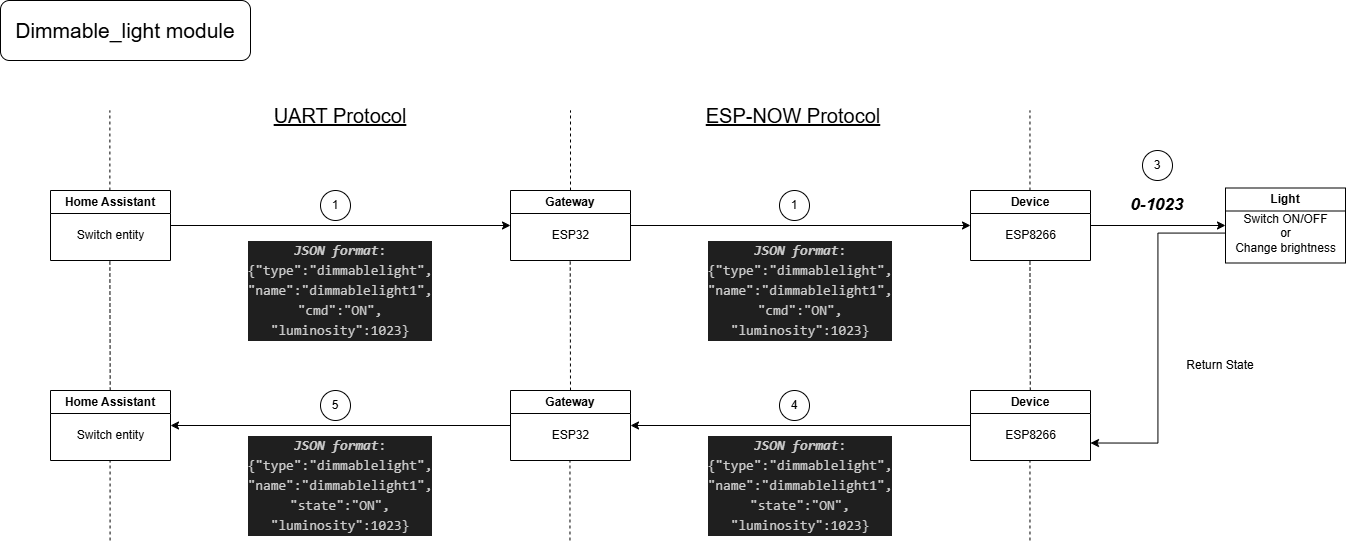 Dimmable_light module
UART Protocol
ESP-NOW Protocol
Home Assistant
Switch entity
1
JSON format:
{"type":"dimmablelight",
"name":"dimmablelight1",
"cmd":"ON",
"luminosity":1023}
Gateway
ESP32
1
JSON format:
{"type":"dimmablelight",
"name":"dimmablelight1",
"cmd":"ON",
"luminosity":1023}
Device
ESP8266
3
0-1023
Light
Switch ON/OFF
or
Change brightness
Return State
Home Assistant
Switch entity
5
JSON format:
{"type":"dimmablelight",
"name":"dimmablelight1",
"state":"ON",
"luminosity":1023}
Gateway
ESP32
4
JSON format:
{"type":"dimmablelight",
"name":"dimmablelight1",
"state":"ON",
"luminosity":1023}
Device
ESP8266